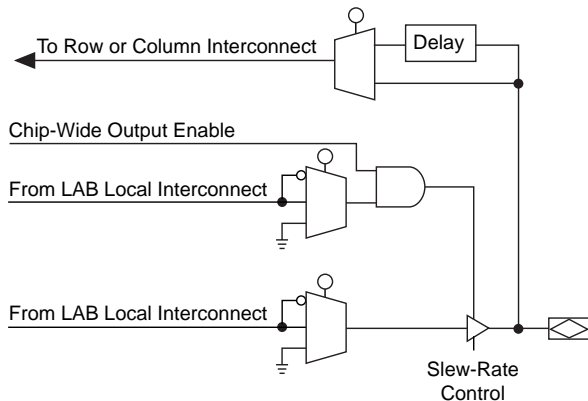 To Row or Column Interconnect
Delay
Chip-Wide Output Enable
From LAB Local Interconnect
From LAB Local Interconnect
Slew-Rate
Control